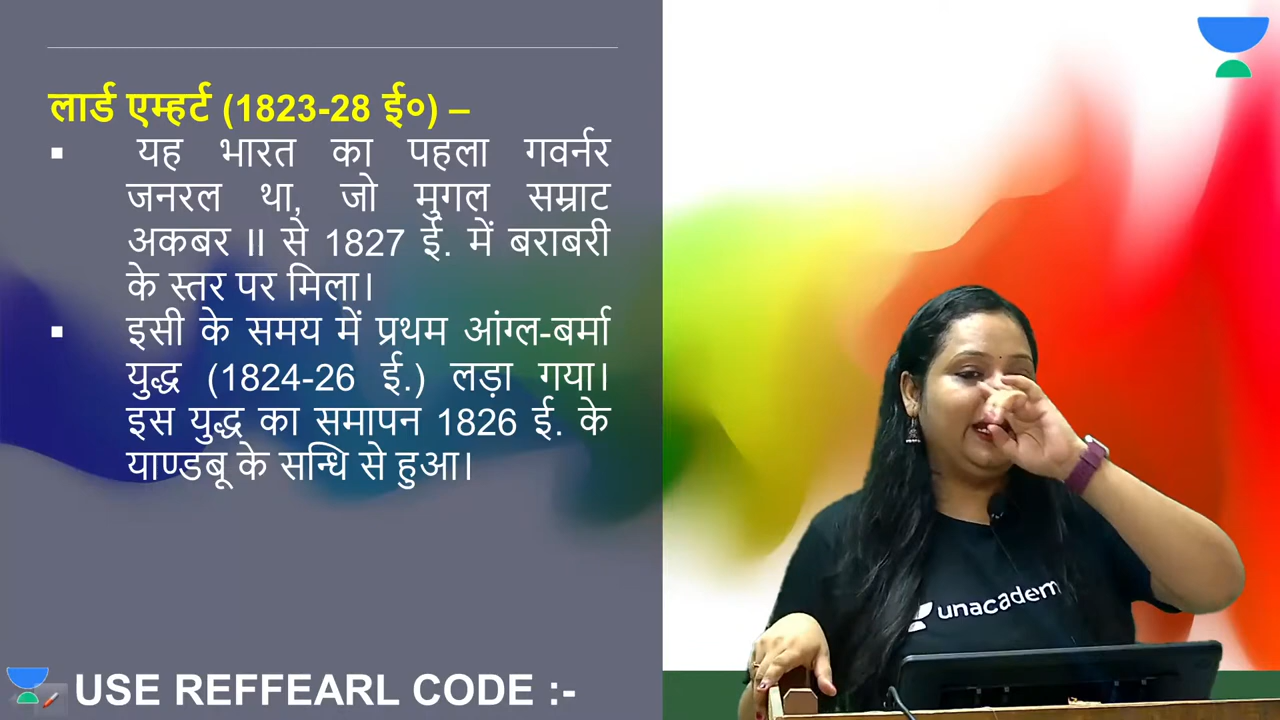 लार्ड एम्हर्ट (1823-28 ई०) –
▪ यह भारत का पहला गवर्नर
जनरल था, जो मुगल सम्राट
अकबर II से 1827 ई. में बराबरी
के स्तर पर मिला।
▪ इसी के समय में प्रथम आंग्ल-बर्मा
युद्ध (1824-26 ई.) लड़ा गया।
इस युद्ध का समापन 1826 ई. के
याण्डबू के सन्धि से हुआ।
unacadem
USE REFFEARL CODE :-